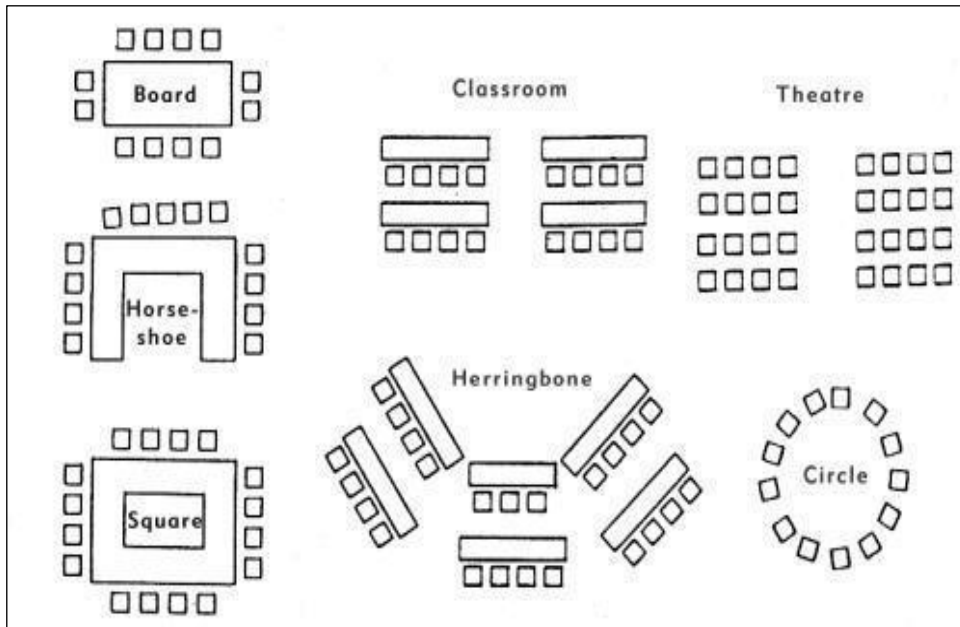 Board
Classroom
Theatre
Horse-
shoe
Herringbone
Square
Circle